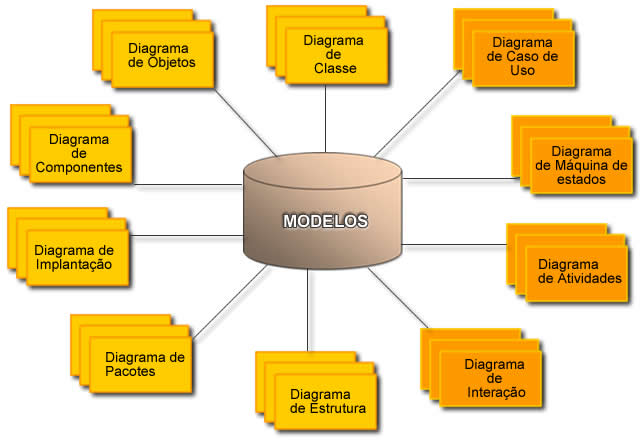 Diagrama
de Objetos
Diagrama
de
Classe
Diagrama
de Caso de
Uso
Diagrama
de
Componentes
Diagrama
de Máquina de
estados
MODELOS
Diagrama de
Implantação
Diagrama
de Atividades
Diagrama de
Pacotes
Diagrama
de Estrutura
Diagrama
de
Interação